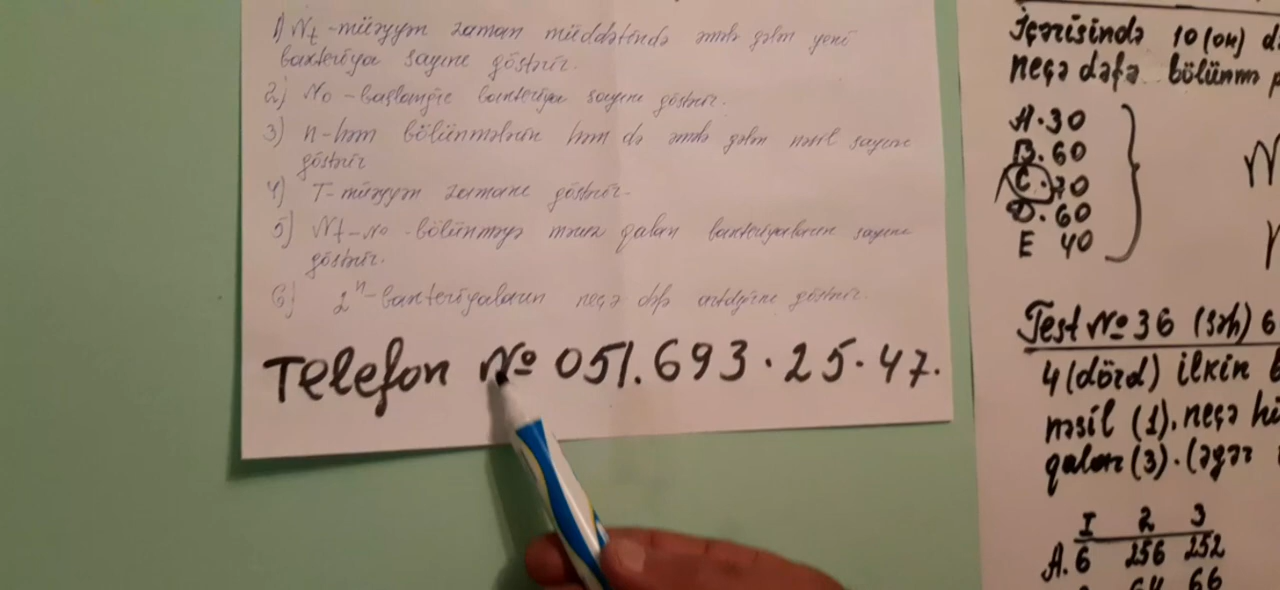 1) Nt -müəyyən zaman müddətində əmələ gələn yeni
bakteriya sayını göstərir.
2) N0 -başlanğıc bakteriya sayını göstərir.
3) n-həm bölünmələrin həm də əmələ gələn nəsil sayını
göstərir
4) T-müəyyən zamanı göstərir-
5) Nt-N0 -bölünməyə məruz qalan bakteriyaların sayını
göstərir.
6) 2ⁿ-bakteriyaların neçə dəfə artdığını göstərir.
Telefon № 051.693.25.47.
İçərisində 10 (on)
neçə dəfə bölünmə
A.30
B.60
C.70
D.60
E 40
Test № 36 (səh) 6
4 (dörd) ilkin
nəsil (1). neçə
qalan (3). (əgər
I 2 3
A. 6 256 252
64 66